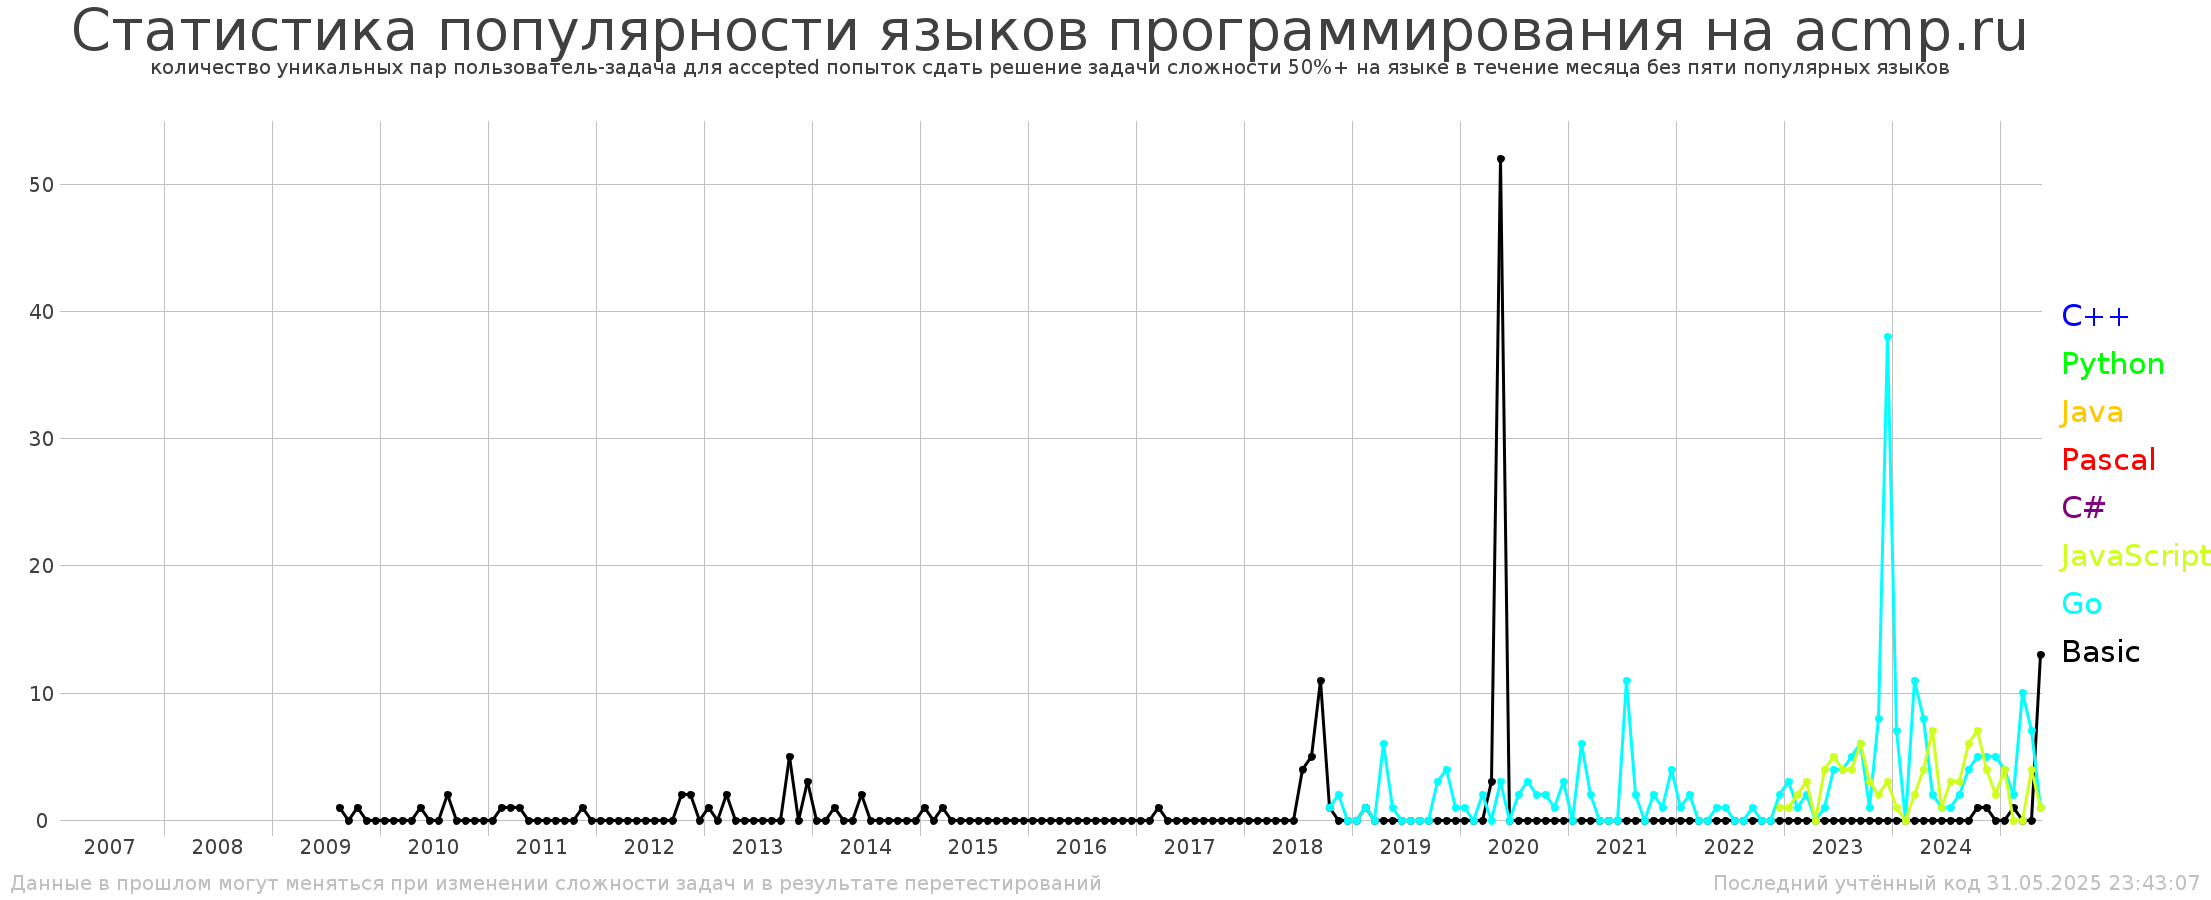 Статистика популярности языков программирования на acmp.ru
количество уникальных пар пользователь-задача для accepted попыток сдать решение задачи сложности 50%+ на языке в течение месяца без пяти популярных языков
50
40
30
20
10
0
C++
Python
Java
Pascal
C#
JavaScript
Go
Basic
2007 2008 2009 2010 2011 2012 2013 2014 2015 2016 2017 2018 2019 2020 2021 2022 2023 2024
Данные в прошлом могут меняться при изменении сложности задач и в результате перетестирований
Последний учтённый код 31.05.2025 23:43:07